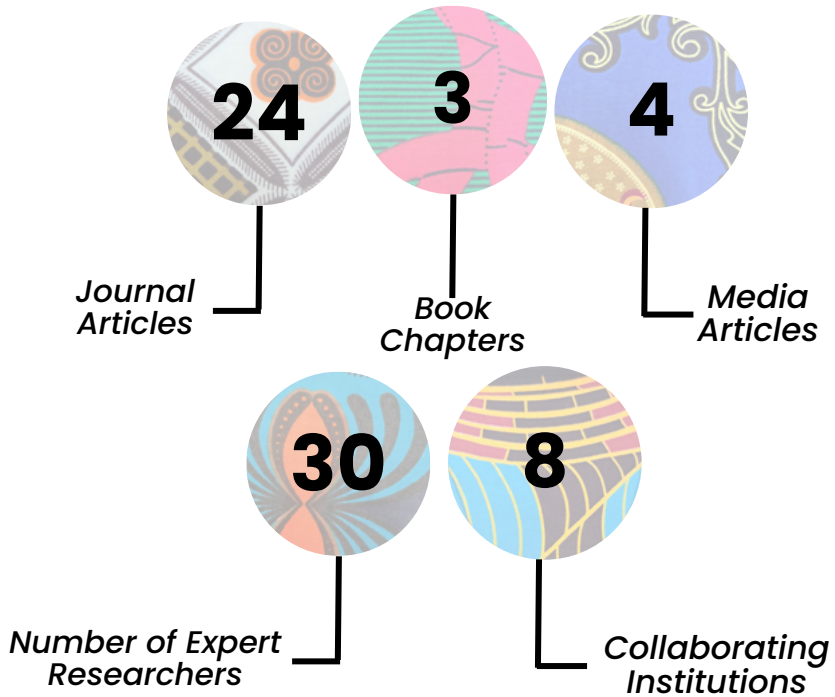 24
3
4
Journal
Articles
Book
Chapters
Media
Articles
30
8
Number of Expert
Researchers
Collaborating
Institutions